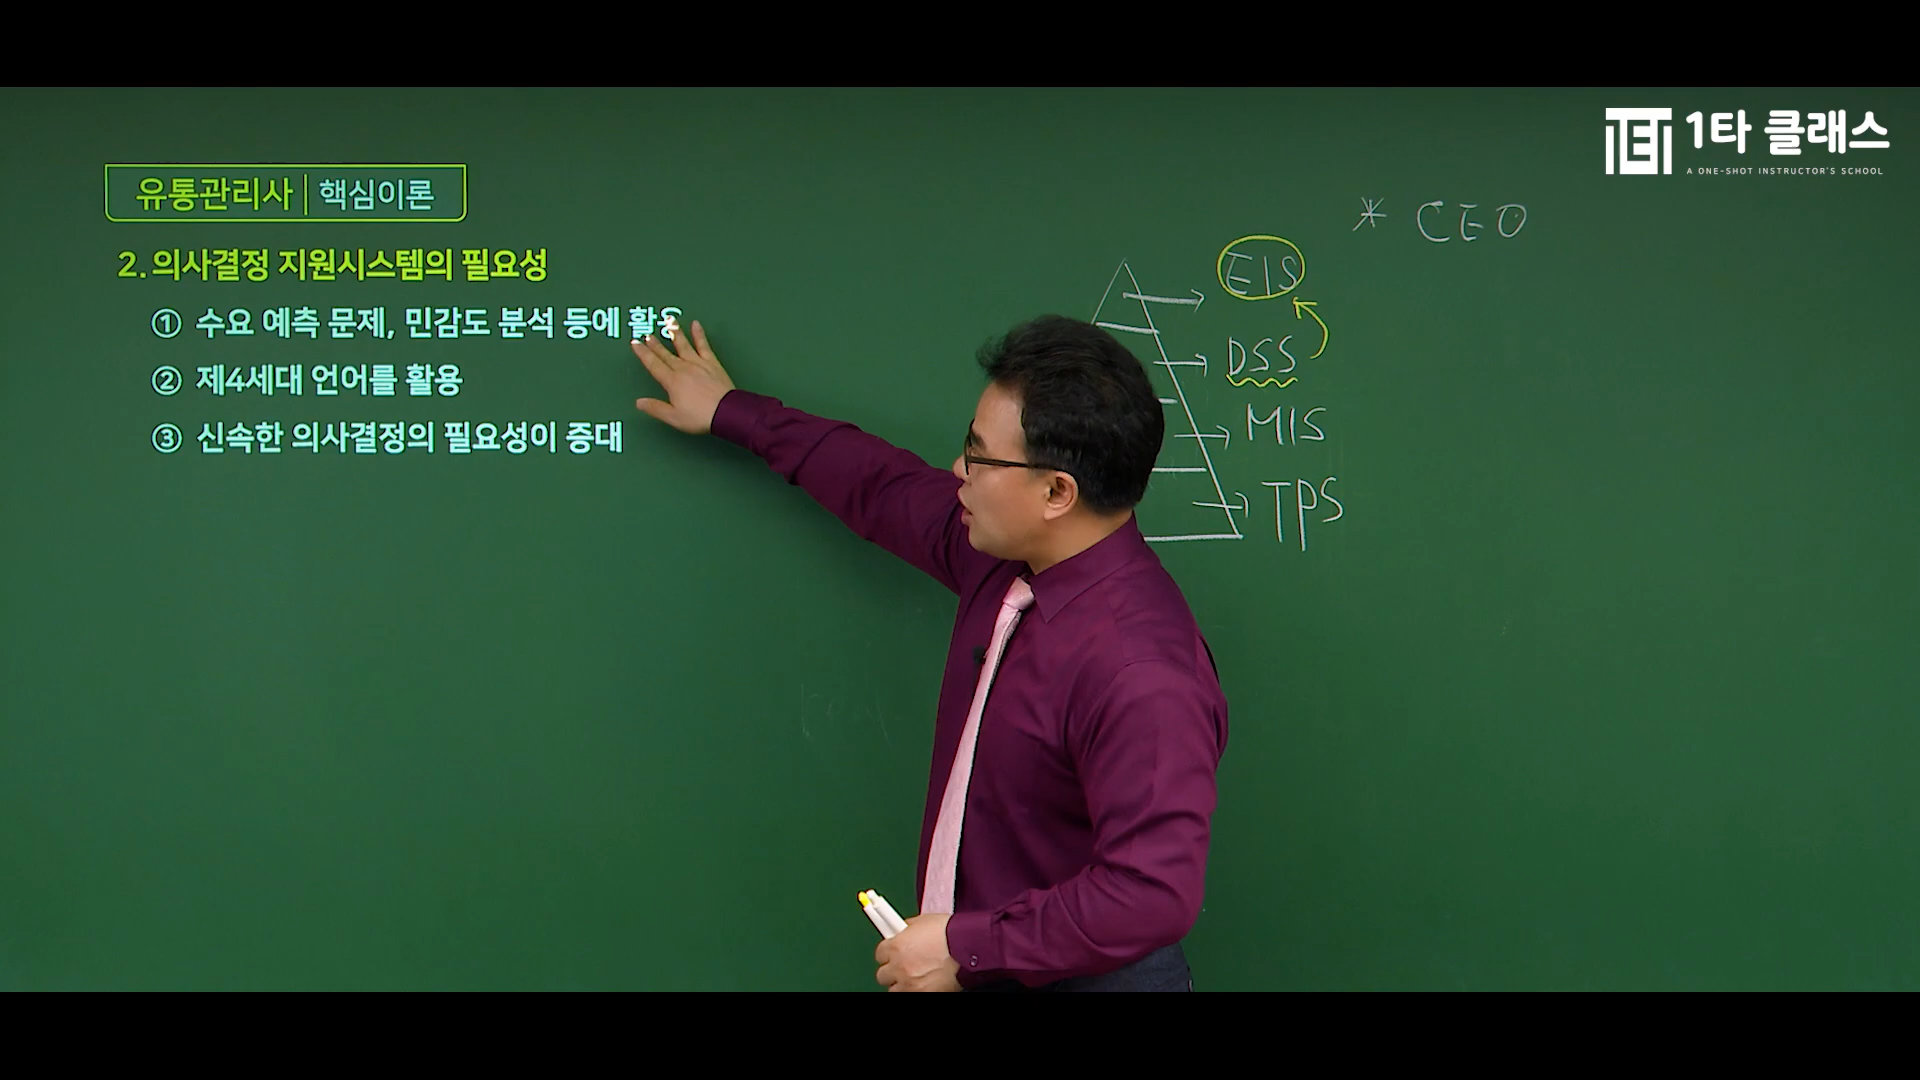 1타 클래스
A ONE-SHOT INSTRUCTOR'S SCHOOL
유통관리사 | 핵심이론
2. 의사결정 지원시스템의 필요성
① 수요 예측 문제, 민감도 분석 등에 활용
② 제4세대 언어를 활용
③ 신속한 의사결정의 필요성이 증대
* CEO
EIS
DSS
MIS
TPS